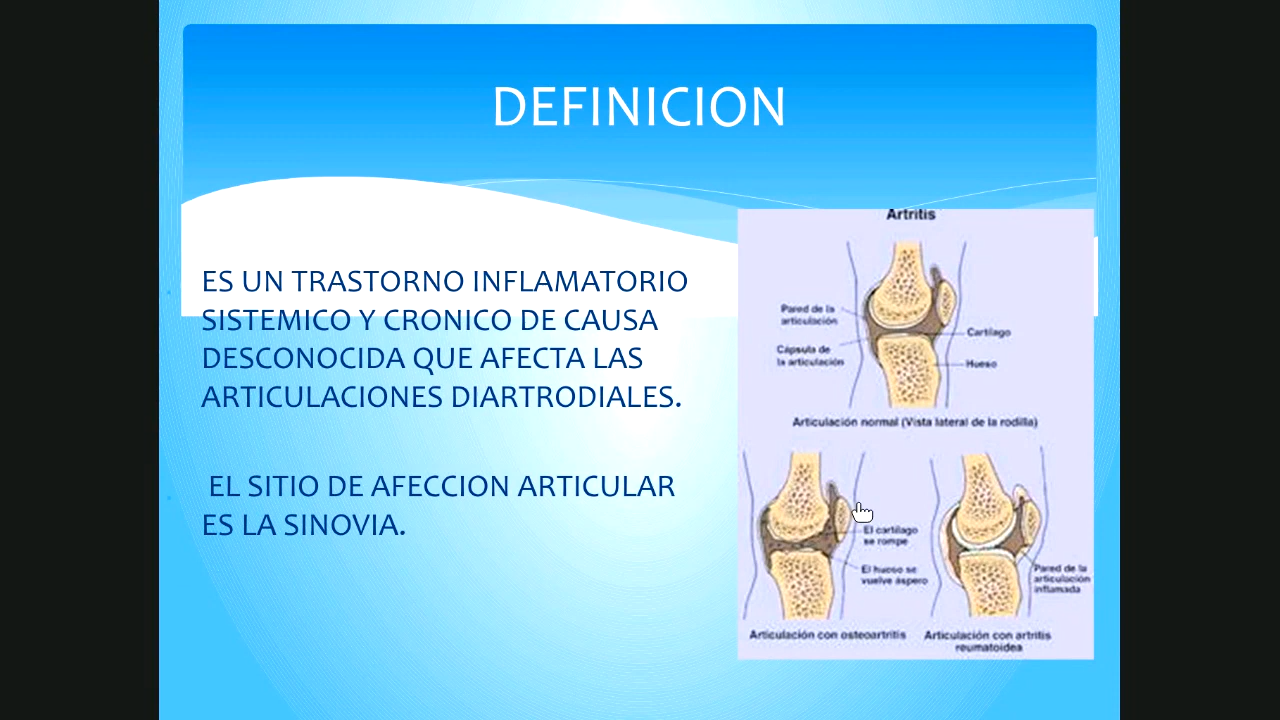 DEFINICION
ES UN TRASTORNO INFLAMATORIO
SISTEMICO Y CRONICO DE CAUSA
DESCONOCIDA QUE AFECTA LAS
ARTICULACIONES DIARTRODIALES.
EL SITIO DE AFECCION ARTICULAR
ES LA SINOVIA.
Artritis
Pared de la
articulación
Cápsula de
la articulación
Cartílago
Hueso
Articulación normal (Vista lateral de la rodilla)
El cartílago
se rompe
El hueso se
vuelve áspero
Articulación con osteoartritis
Pared de la
articulación
inflamada
Articulación con artritis
reumatoidea